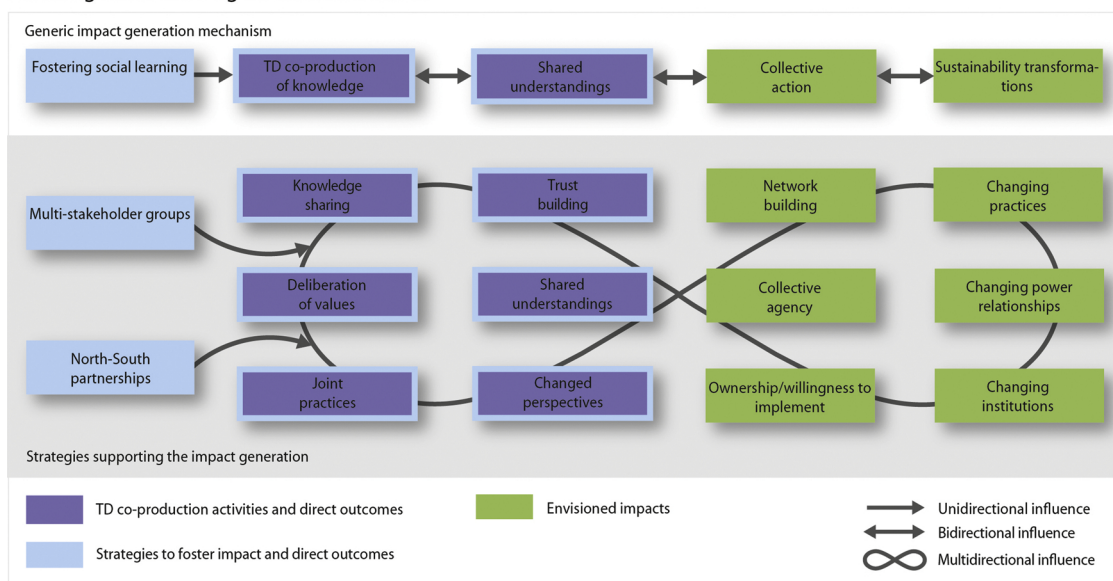 Generic impact generation mechanism
Fostering social learning
TD co-production
of knowledge
Shared
understandings
Collective
action
Sustainability transforma-
tions
Multi-stakeholder groups
North-South
partnerships
Knowledge
sharing
Deliberation
of values
Joint
practices
Trust
building
Shared
understandings
Changed
perspectives
Network
building
Collective
agency
Ownership/willingness to
implement
Changing
practices
Changing power
relationships
Changing
institutions
Strategies supporting the impact generation
TD co-production activities and direct outcomes
Strategies to foster impact and direct outcomes
Envisioned impacts
Unidirectional influence
Bidirectional influence
Multidirectional influence